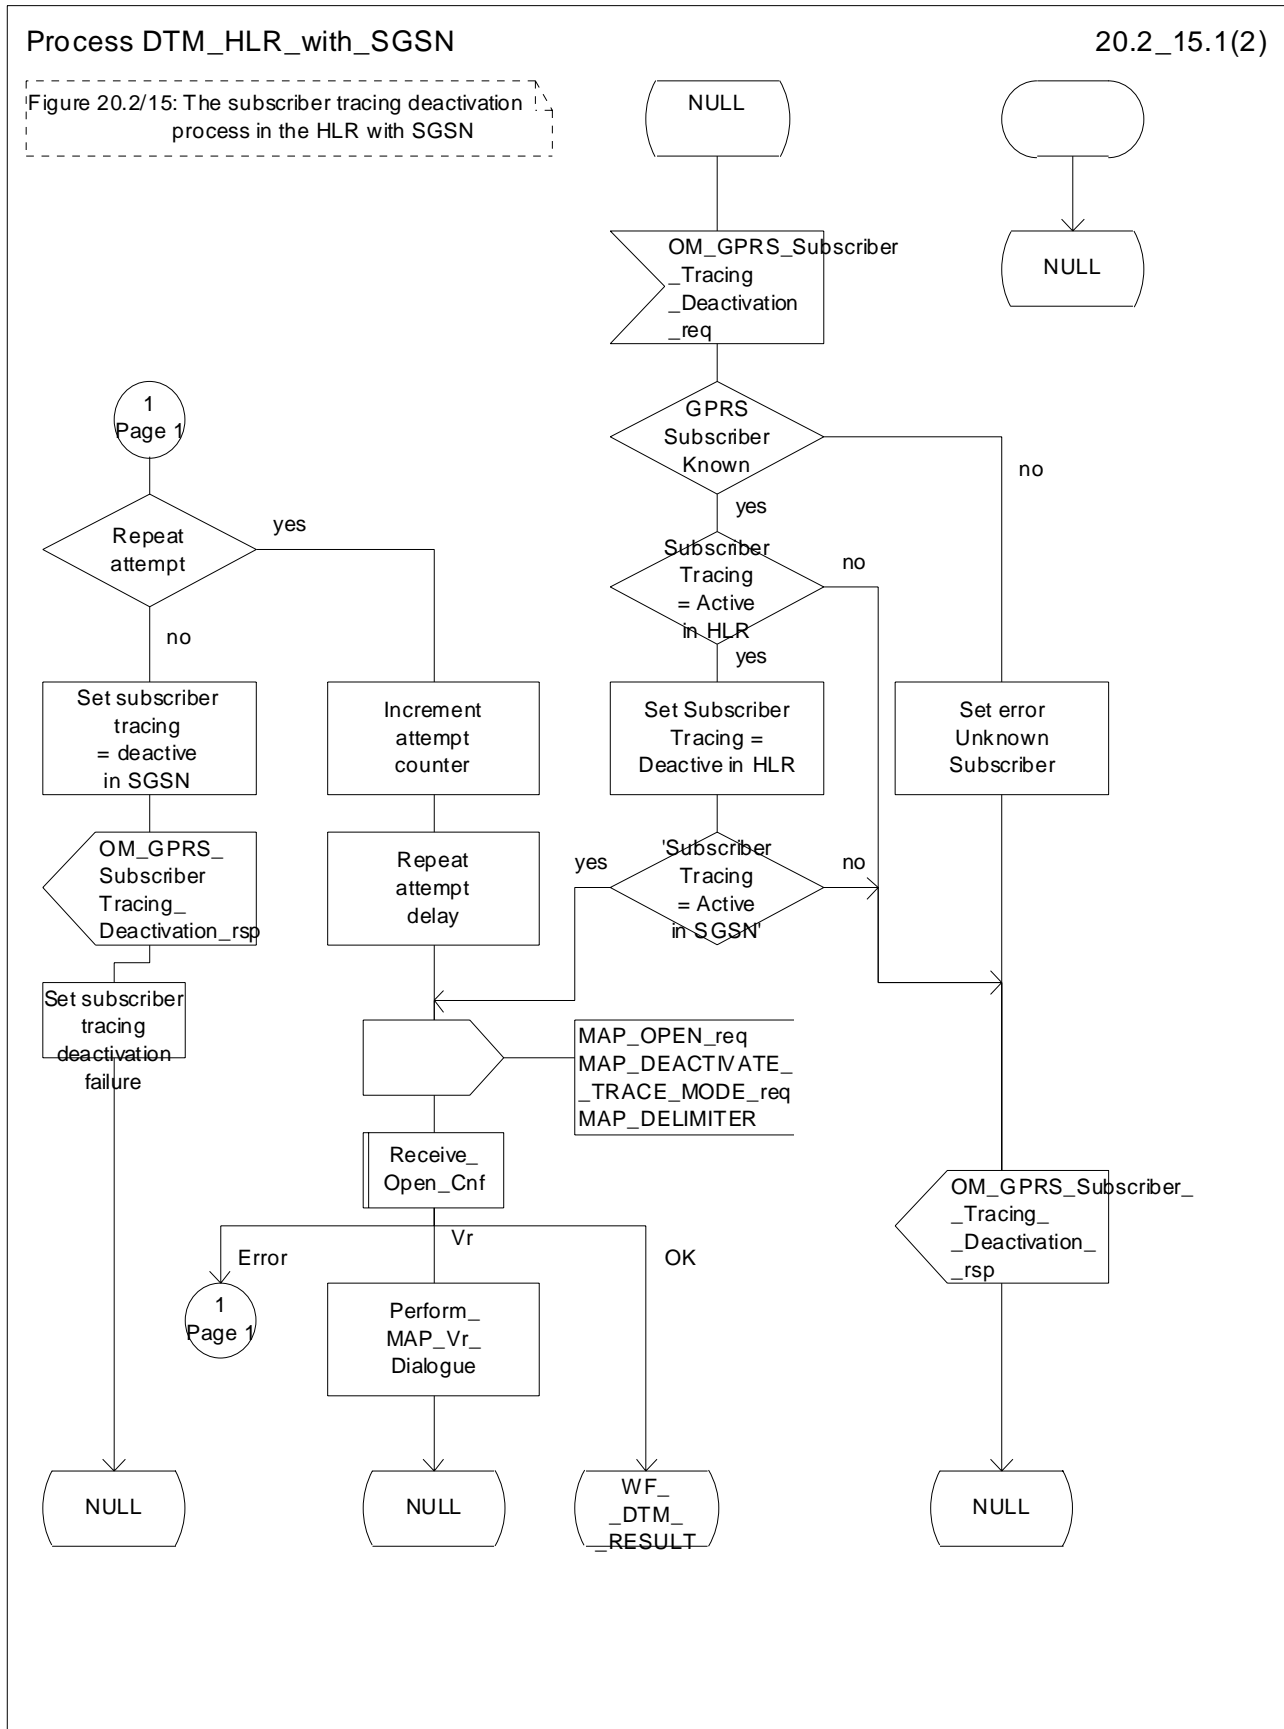 Process DTM_HLR_with_SGSN
20.2_15.1(2)
Figure 20.2/15: The subscriber tracing deactivation
process in the HLR with SGSN
NULL
OM_GPRS_Subscriber
_Tracing
_Deactivation
_req
NULL
1
Page 1
GPRS
Subscriber
Known
no
yes
Repeat
attempt
yes
no
Subscriber
Tracing
= Active
in HLR
no
yes
Set subscriber
tracing
= deactive
in SGSN
Increment
attempt
counter
Set Subscriber
Tracing =
Deactive in HLR
Set error
Unknown
Subscriber
OM_GPRS_
Subscriber
Tracing_
Deactivation_rsp
Repeat
attempt
delay
yes
'Subscriber
Tracing
= Active
in SGSN'
no
Set subscriber
tracing
deactivation
failure
MAP_OPEN_req
MAP_DEACTIVATE_
_TRACE_MODE_req
MAP_DELIMITER
Receive_
Open_Cnf
OM_GPRS_Subscriber_
_Tracing_
_Deactivation_
_rsp
Error
Vr
OK
1
Page 1
Perform_
MAP_Vr_
Dialogue
NULL
NULL
WF_
_DTM_
_RESULT
NULL